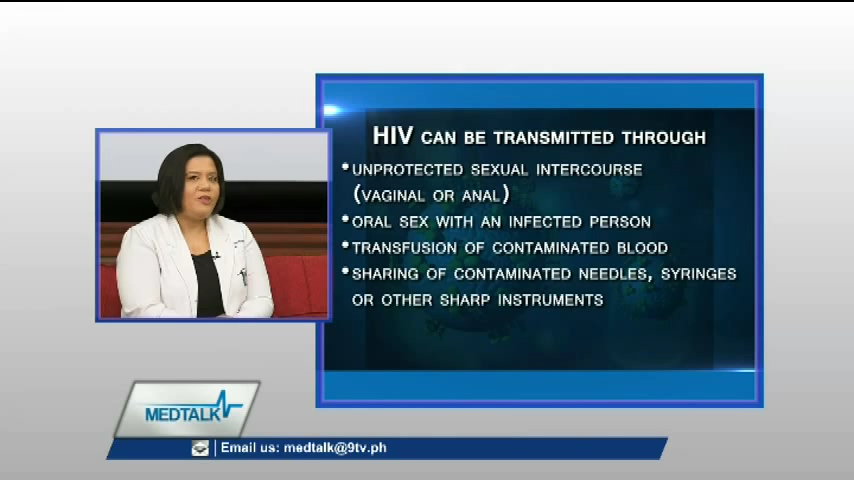 HIV CAN BE TRANSMITTED THROUGH
•UNPROTECTED SEXUAL INTERCOURSE
(VAGINAL OR ANAL)
•ORAL SEX WITH AN INFECTED PERSON
•TRANSFUSION OF CONTAMINATED BLOOD
•SHARING OF CONTAMINATED NEEDLES, SYRINGES
OR OTHER SHARP INSTRUMENTS
MEDTALK
Email us: medtalk@9tv.ph